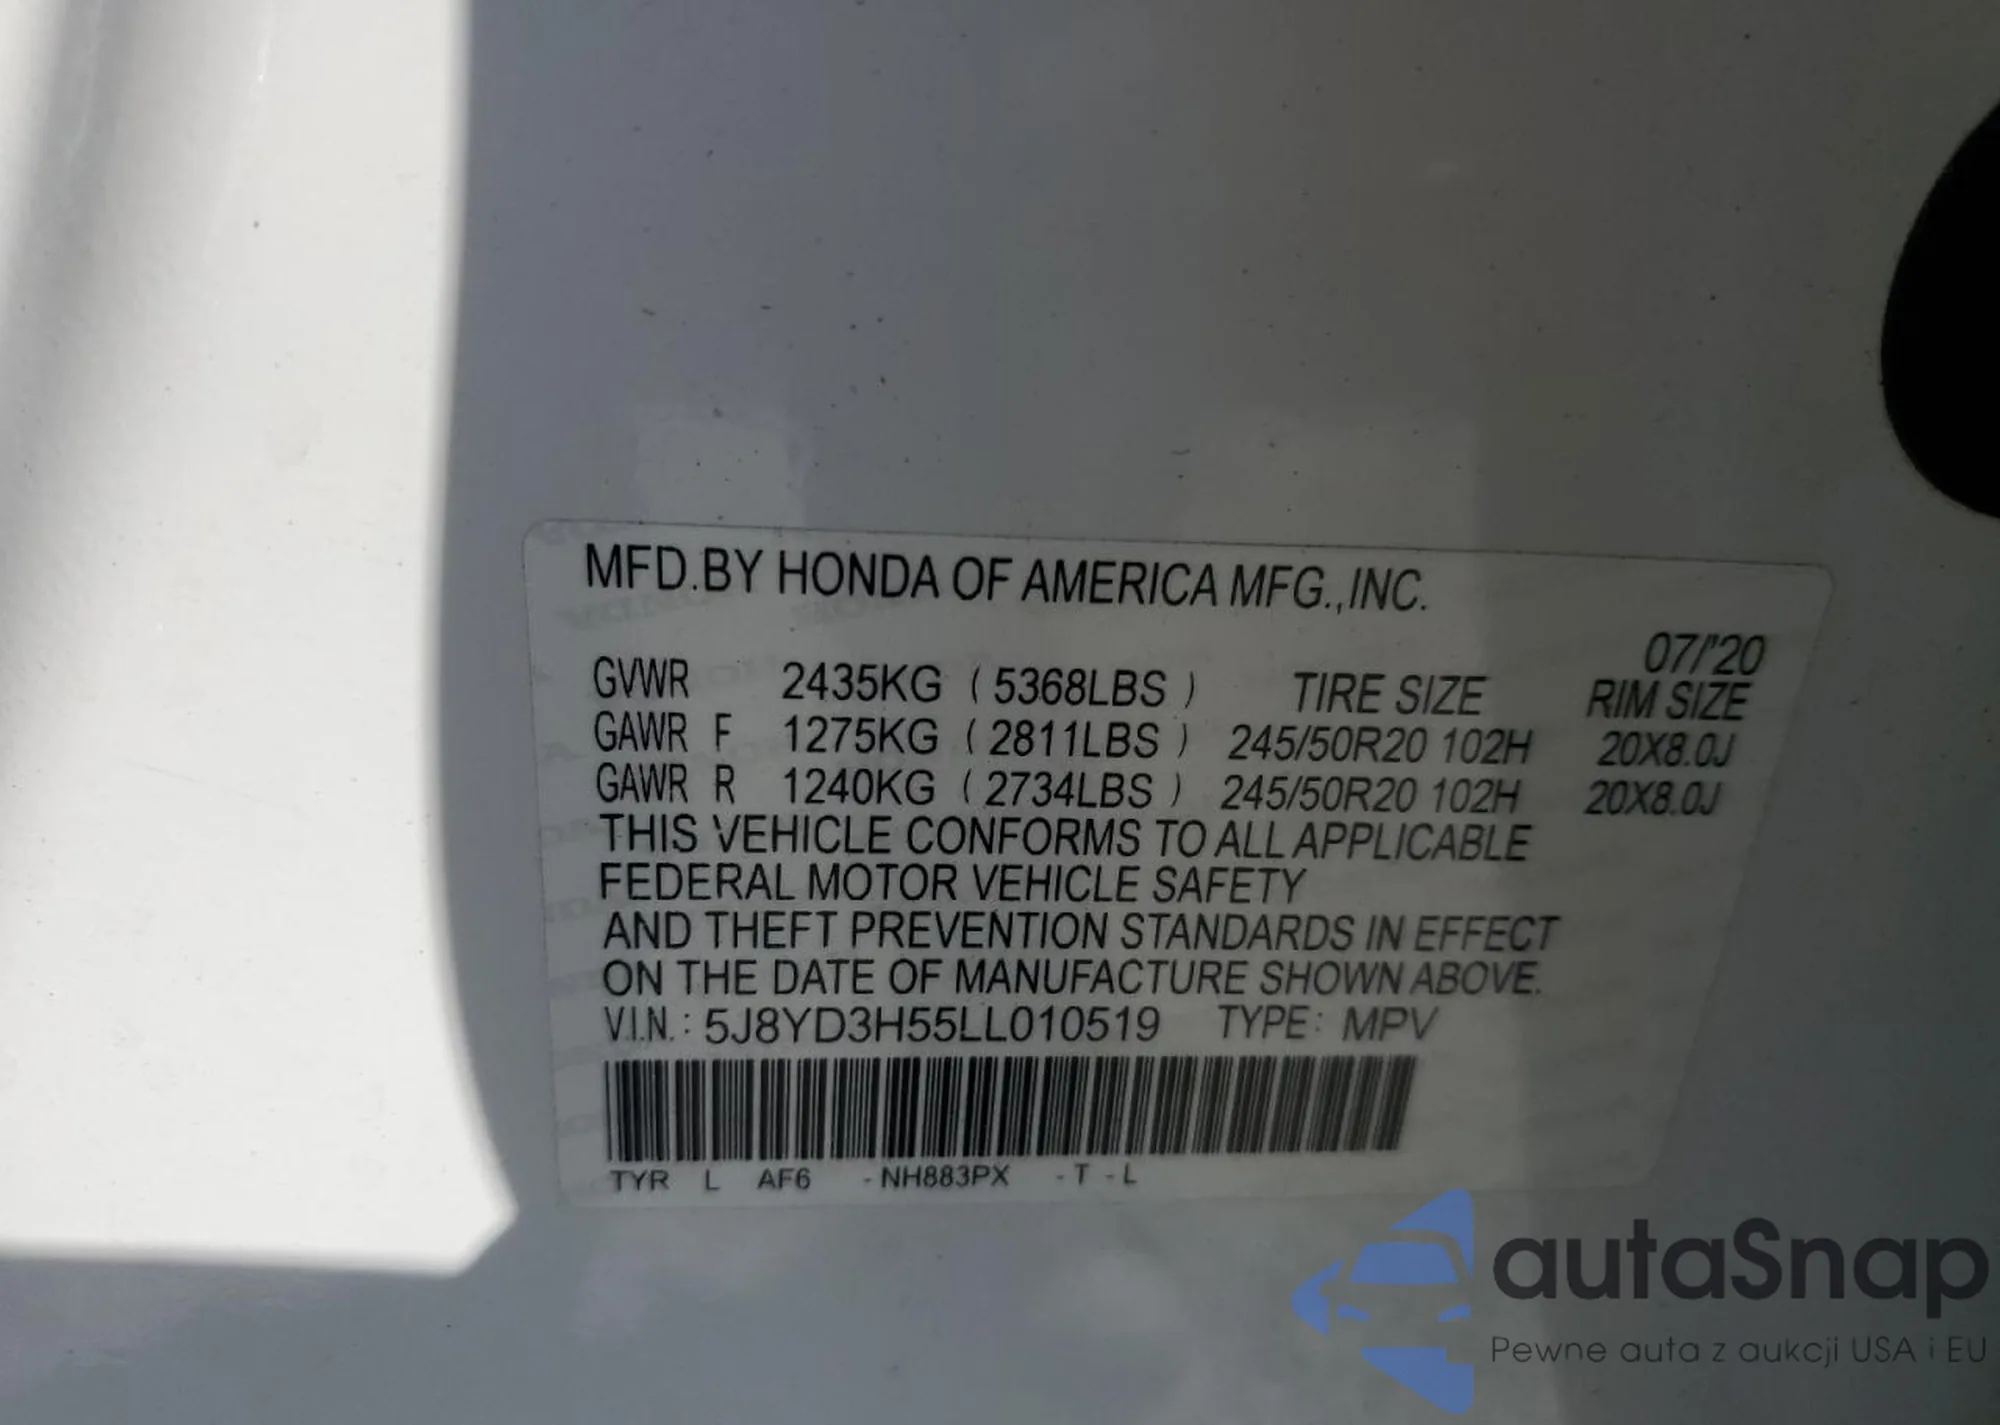 MFD.BY HONDA OF AMERICA MFG.,INC.
07/'20
GVWR 2435KG ( 5368LBS ) TIRE SIZE RIM SIZE
GAWR F 1275KG ( 2811LBS ) 245/50R20 102H 20X8.0J
GAWR R 1240KG ( 2734LBS ) 245/50R20 102H 20X8.0J
THIS VEHICLE CONFORMS TO ALL APPLICABLE
FEDERAL MOTOR VEHICLE SAFETY
AND THEFT PREVENTION STANDARDS IN EFFECT
ON THE DATE OF MANUFACTURE SHOWN ABOVE.
V.I.N.: 5J8YD3H55LL010519 TYPE: MPV
TYR L AF6 -NH883PX -T -L
autaSnap
Pewne auta z aukcji USA i EU